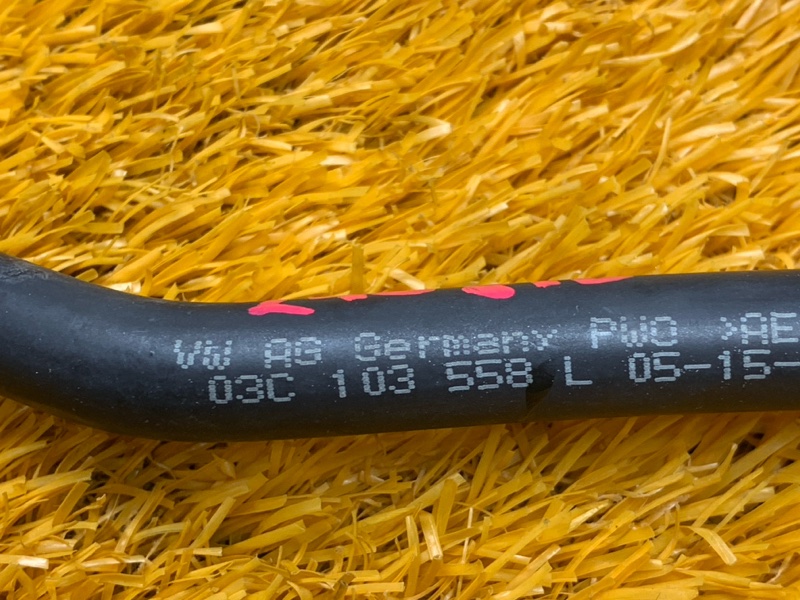 VW AG Germany PWO >AE
03C 103 558 L 05-15-